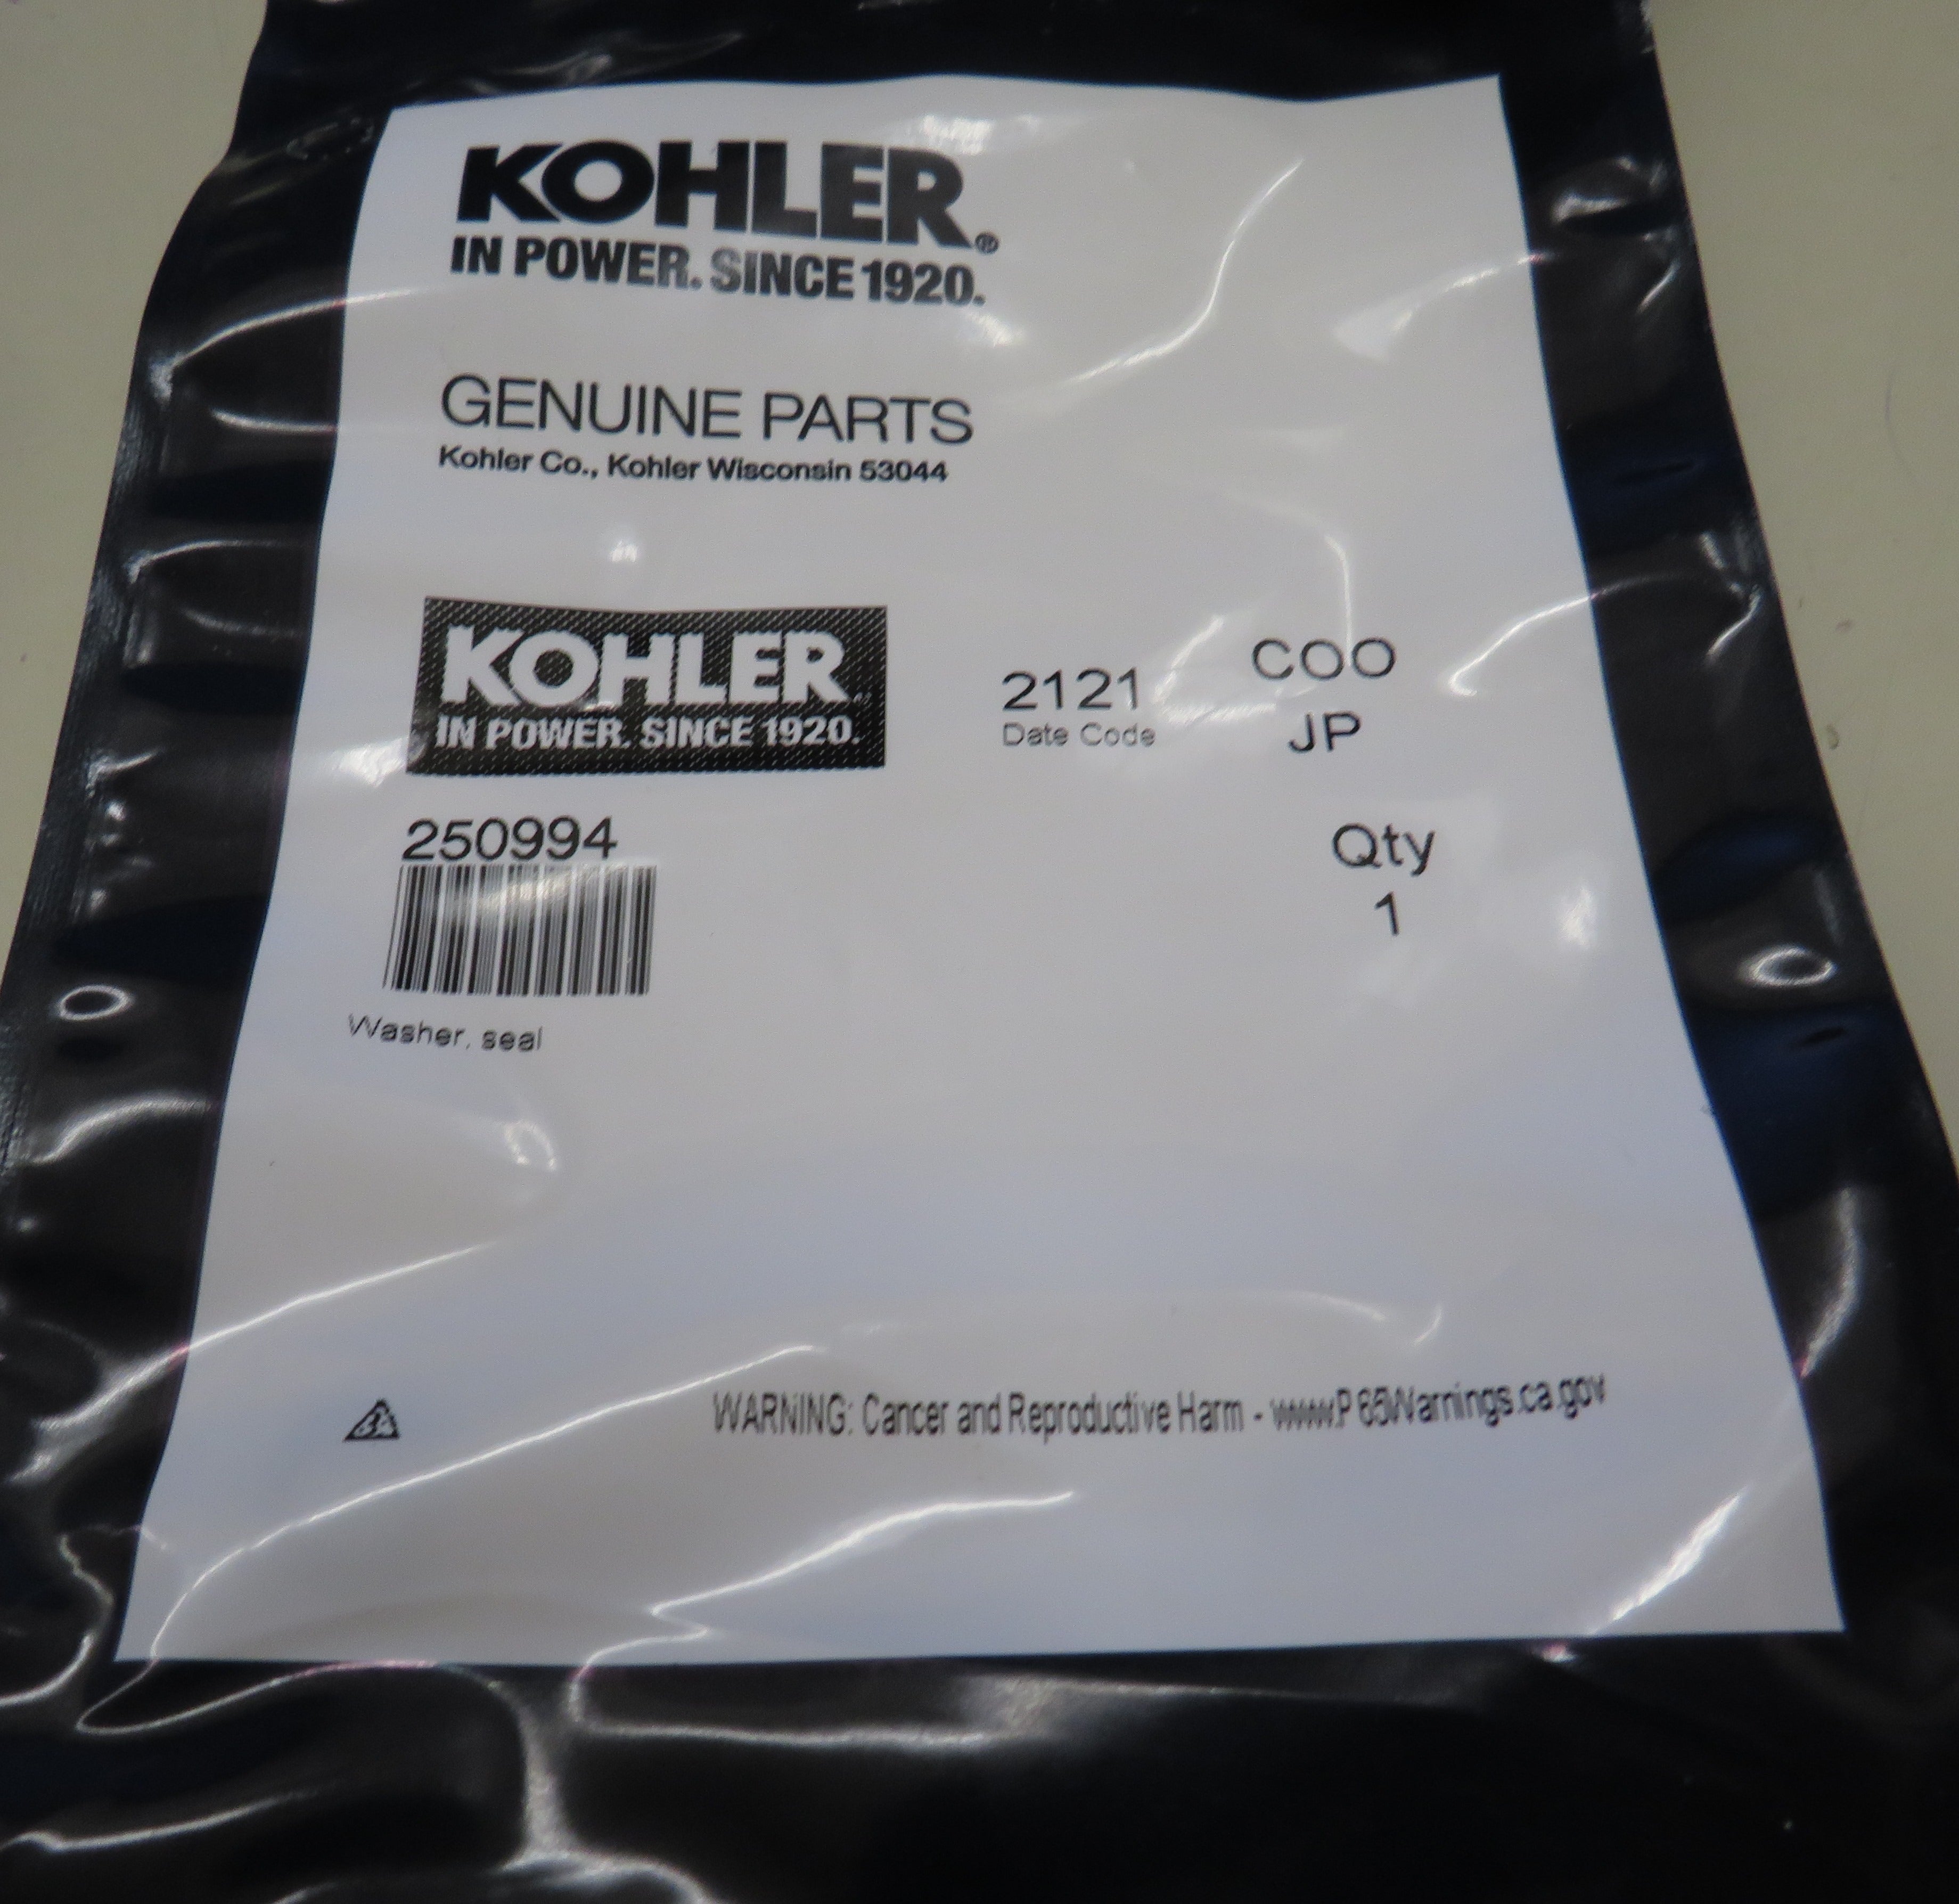 KOHLER®
IN POWER. SINCE 1920.
GENUINE PARTS
Kohler Co., Kohler Wisconsin 53044
KOHLER
IN POWER. SINCE 1920.
2121
Date Code
COO
JP
250994
Qty
1
Washer, seal
WARNING: Cancer and Reproductive Harm - www.P65Warnings.ca.gov